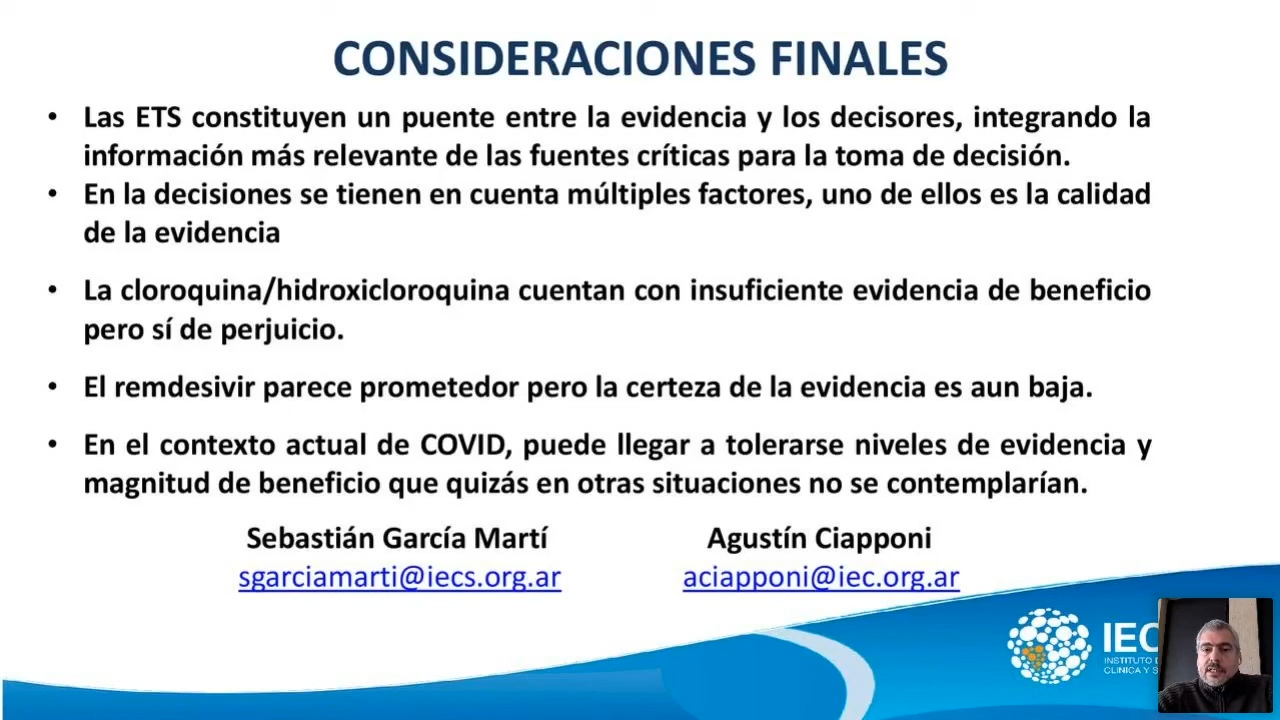 CONSIDERACIONES FINALES
• Las ETS constituyen un puente entre la evidencia y los decisores, integrando la
información más relevante de las fuentes críticas para la toma de decisión.
• En la decisiones se tienen en cuenta múltiples factores, uno de ellos es la calidad
de la evidencia
• La cloroquina/hidroxicloroquina cuentan con insuficiente evidencia de beneficio
pero sí de perjuicio.
• El remdesivir parece prometedor pero la certeza de la evidencia es aun baja.
• En el contexto actual de COVID, puede llegar a tolerarse niveles de evidencia y
magnitud de beneficio que quizás en otras situaciones no se contemplarían.
Sebastián García Martí Agustín Ciapponi
sgarciamarti@iecs.org.ar aciapponi@iec.org.ar
IEC
INSTITUTO
CLINICA Y